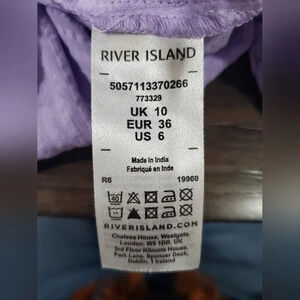 RIVER ISLAND
5057113370266
773329
UK 10
EUR 36
US 6
Made in India
Fabriqué en Inde
R6 19960
40
RIVERISLAND.COM
Chelsea House, Westgate,
London. W5 1DR. UK
3rd Floor Kilmore House,
Park Lane, Spencer Dock,
Dublin, 1 Ireland